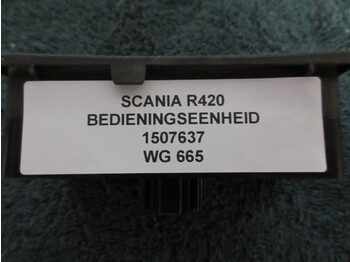 SCANIA R420
BEDIENINGSEENHEID
1507637
WG 665